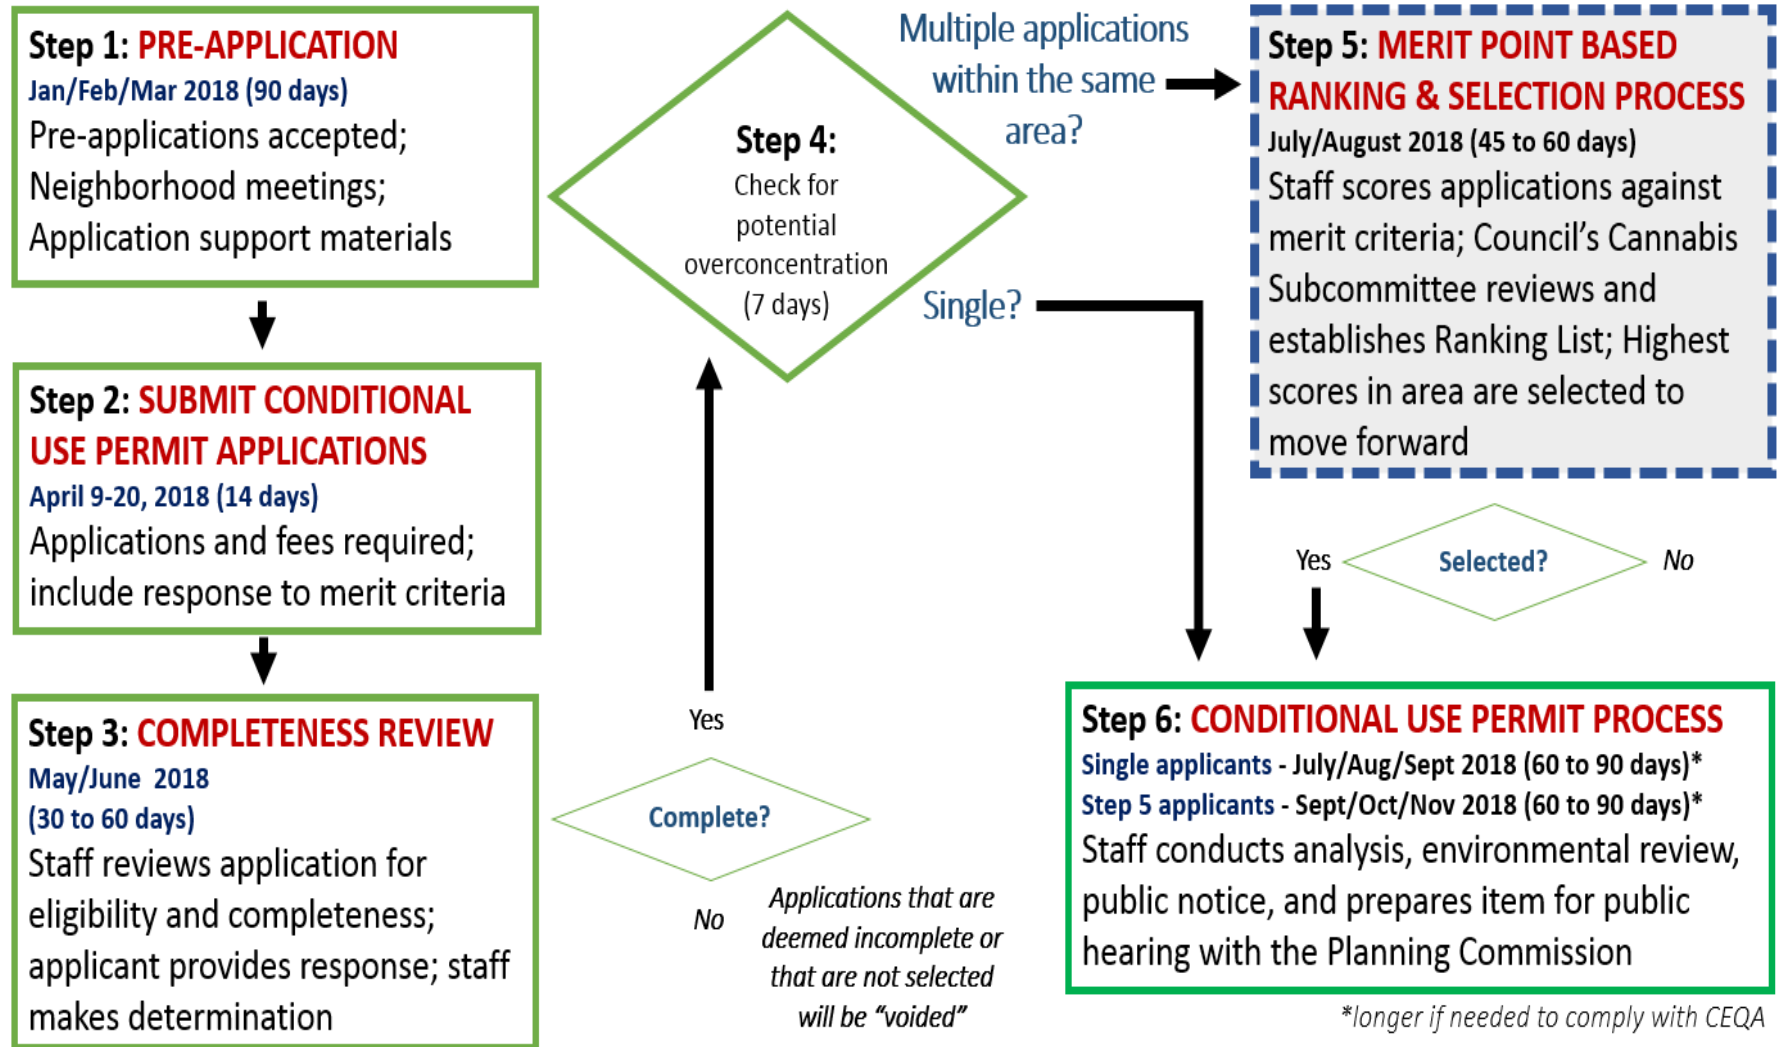 Step 1: PRE-APPLICATION
Jan/Feb/Mar 2018 (90 days)
Pre-applications accepted;
Neighborhood meetings;
Application support materials
Step 2: SUBMIT CONDITIONAL
USE PERMIT APPLICATIONS
April 9-20, 2018 (14 days)
Applications and fees required;
include response to merit criteria
Step 3: COMPLETENESS REVIEW
May/June 2018
(30 to 60 days)
Staff reviews application for
eligibility and completeness;
applicant provides response; staff
makes determination
Complete?
Yes
No
Applications that are
deemed incomplete or
that are not selected
will be “voided”
Step 4:
Check for
potential
overconcentration
(7 days)
Multiple applications
within the same
area?
Single?
Step 5: MERIT POINT BASED
RANKING & SELECTION PROCESS
July/August 2018 (45 to 60 days)
Staff scores applications against
merit criteria; Council’s Cannabis
Subcommittee reviews and
establishes Ranking List; Highest
scores in area are selected to
move forward
Yes
Selected?
No
Step 6: CONDITIONAL USE PERMIT PROCESS
Single applicants - July/Aug/Sept 2018 (60 to 90 days)*
Step 5 applicants - Sept/Oct/Nov 2018 (60 to 90 days)*
Staff conducts analysis, environmental review,
public notice, and prepares item for public
hearing with the Planning Commission
*longer if needed to comply with CEQA